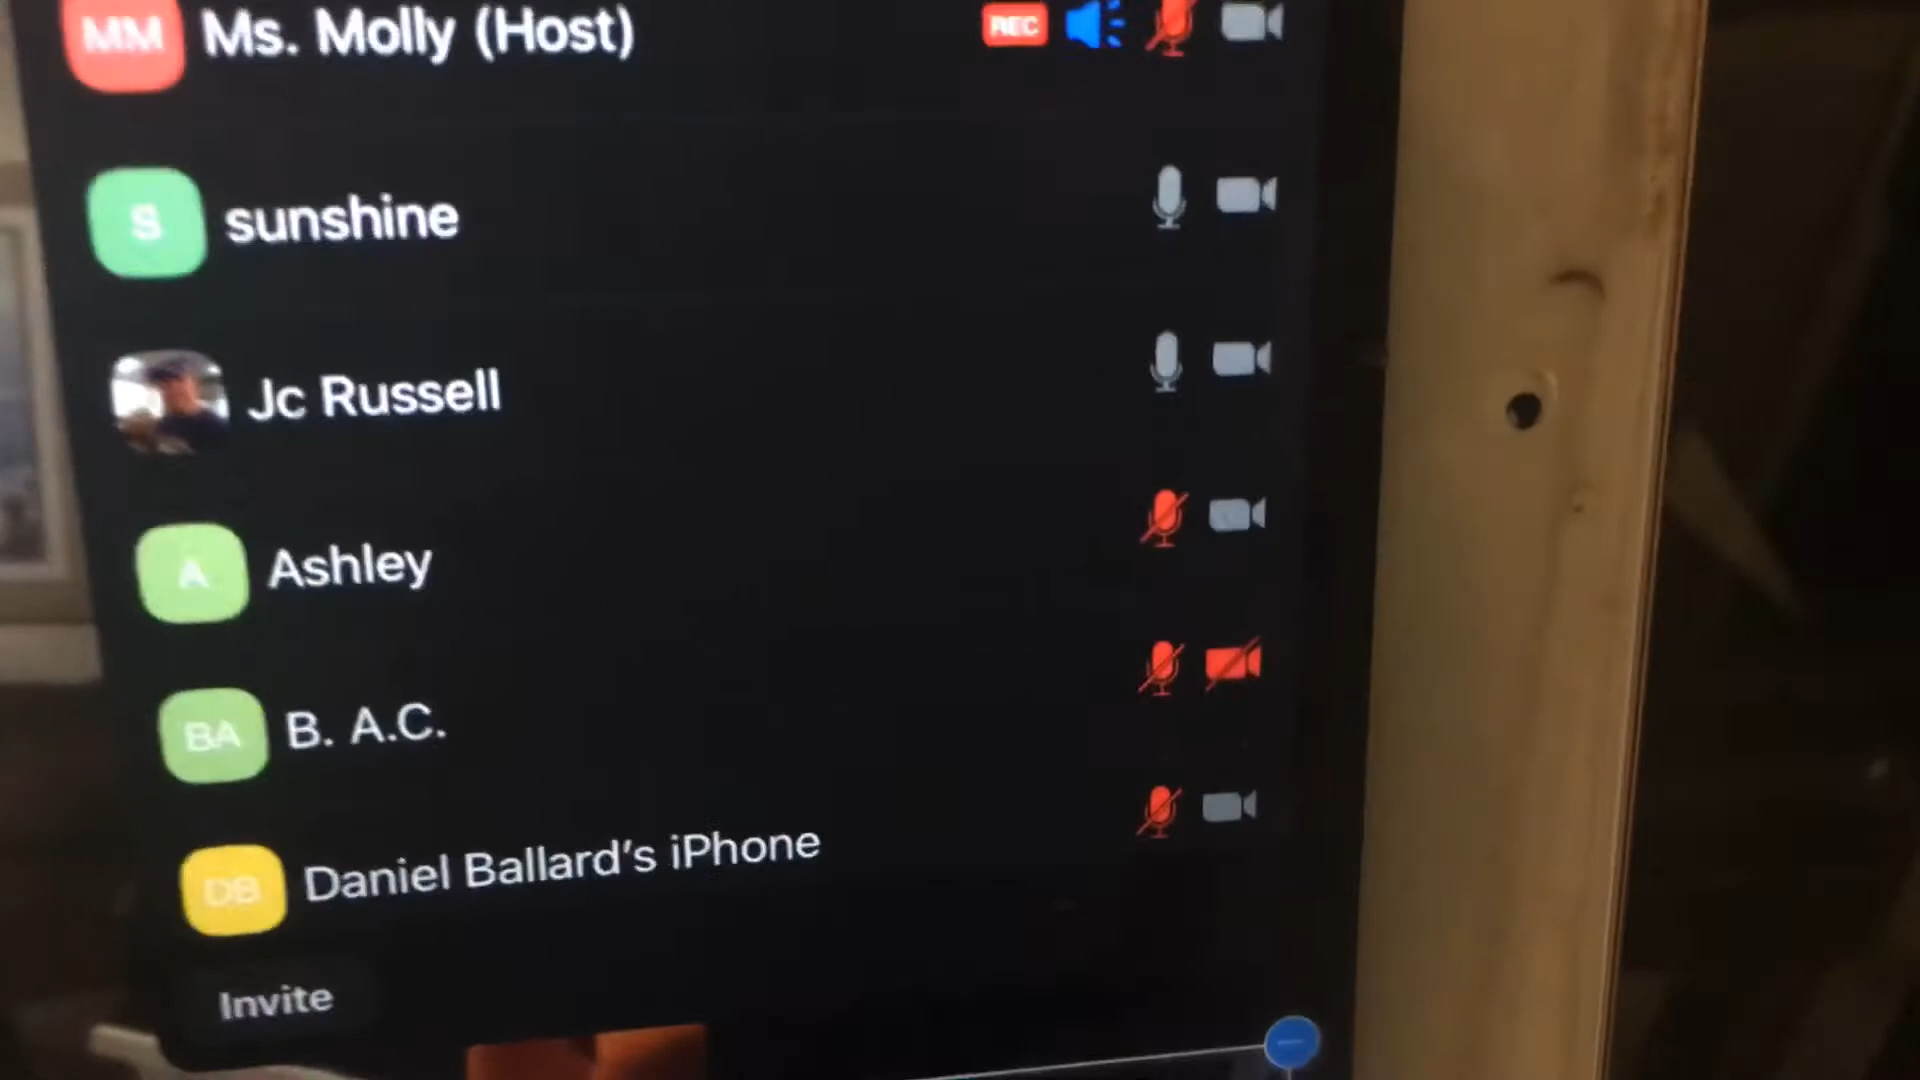 MM Ms. Molly (Host) REC
S sunshine
Jc Russell
A Ashley
BA B. A.C.
DB Daniel Ballard's iPhone
Invite